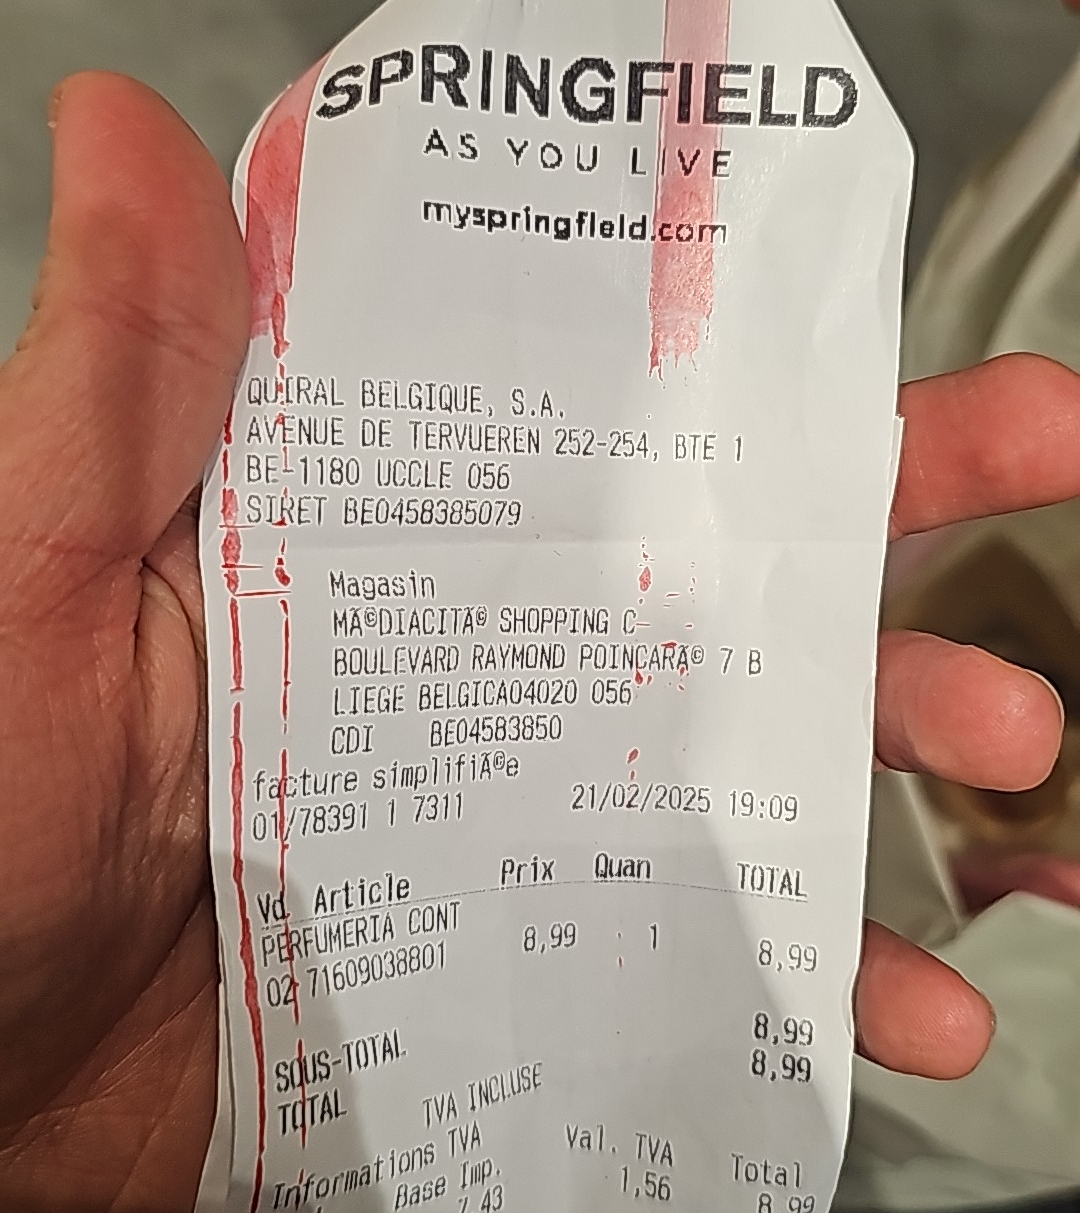 SPRINGFIELD
AS YOU LIVE
myspringfield.com
QUIRAL BELGIQUE, S.A.
AVENUE DE TERVUEREN 252-254, BTE 1
BE-1180 UCCLE 056
SIRET BE0458385079
Magasin
MÃ©DIACITÃ© SHOPPING C
BOULEVARD RAYMOND POINCARÃ© 7 B
LIEGE BELGICA04020 056
CDI BE04583850
facture simplifiÃ©e
01/78391 1 7311 21/02/2025 19:09
Vd. Article Prix Quan TOTAL
PERFUMERIA CONT 8,99 1 8,99
02 71609038801
8,99
SOUS-TOTAL 8,99
TOTAL TVA INCLUSE
Informations TVA Val. TVA Total
Base Imp. 1,56 8,99
7,43